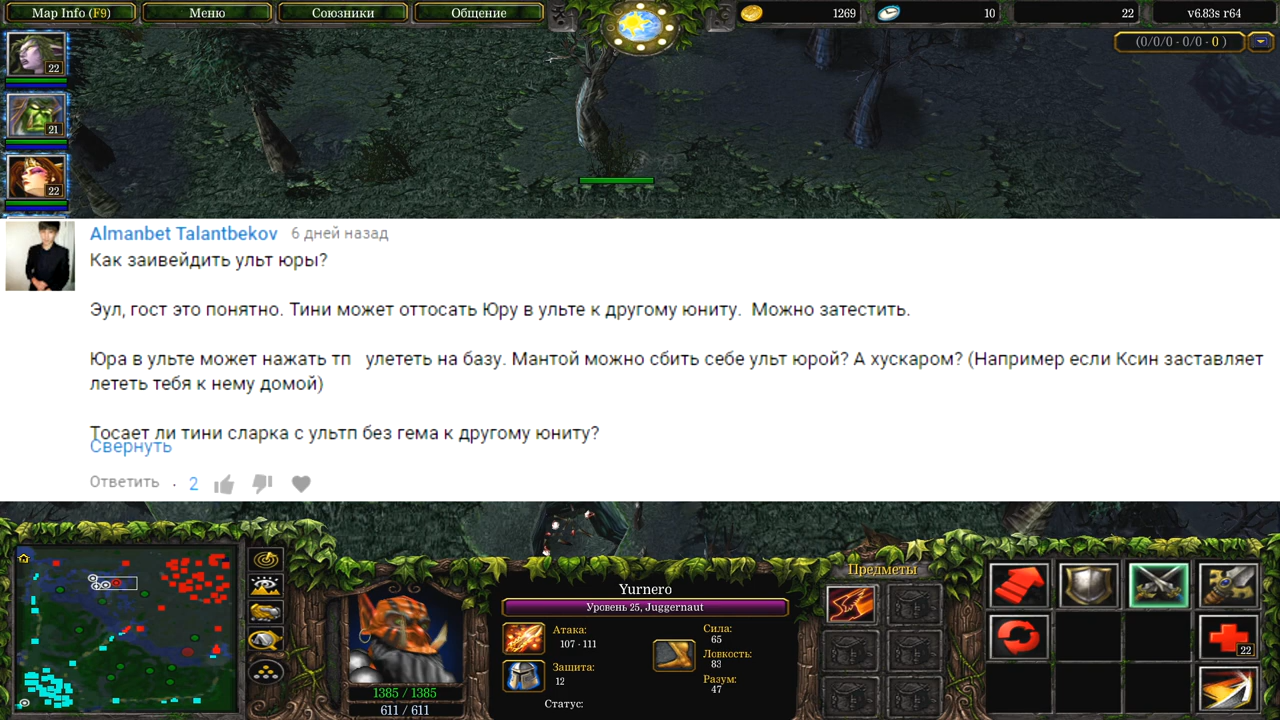 Map Info (F9) Меню Союзники Общение 1269 10 22 v6.83s r64
(0/0/0 - 0/0 - 0 )
22
21
22
Almanbet Talantbekov 6 дней назад
Как заивейдить ульт юры?
Эул, гост это понятно. Тини может оттосать Юру в ульте к другому юниту. Можно затестить.
Юра в ульте может нажать тп улететь на базу. Мантой можно сбить себе ульт юрой? А хускаром? (Например если Ксин заставляет
лететь тебя к нему домой)
Тосает ли тини сларка с ультп без гема к другому юниту?
Свернуть
Ответить · 2
Yurnero
Уровень 25, Juggernaut
Атака:
107 - 111
Защита:
12
Статус:
Сила:
65
Ловкость:
83
Разум:
47
1385 / 1385
611 / 611
Предметы
22